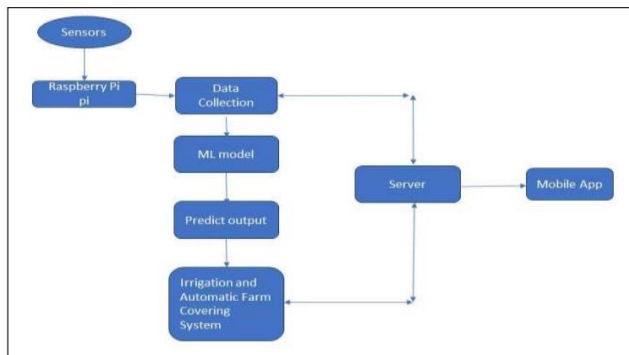 Sensors
Raspberry Pi
pi
Data
Collection
ML model
Server
Mobile App
Predict output
Irrigation and
Automatic Farm
Covering
System